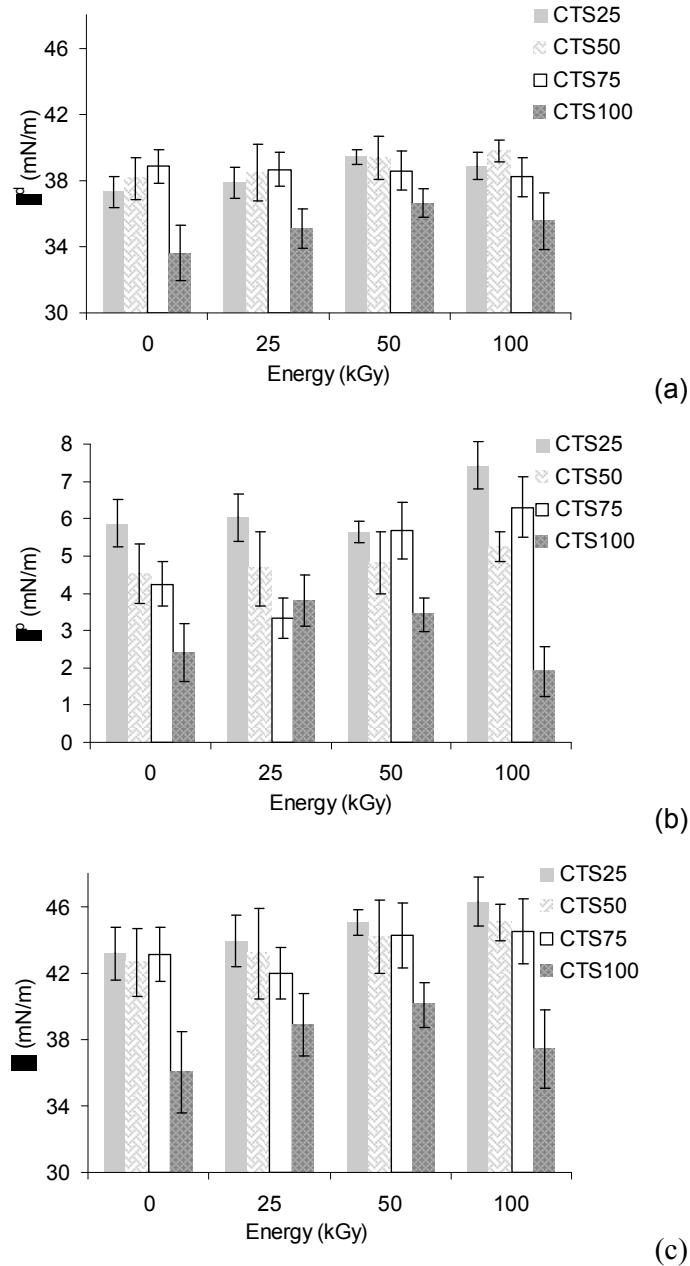 46
42
38
34
30
d (mN/m)
0 25 50 100
Energy (kGy)
CTS25
CTS50
CTS75
CTS100
(a)
8
7
6
5
4
3
2
1
0
p (mN/m)
0 25 50 100
Energy (kGy)
CTS25
CTS50
CTS75
CTS100
(b)
46
42
38
34
30
(mN/m)
0 25 50 100
Energy (kGy)
CTS25
CTS50
CTS75
CTS100
(c)